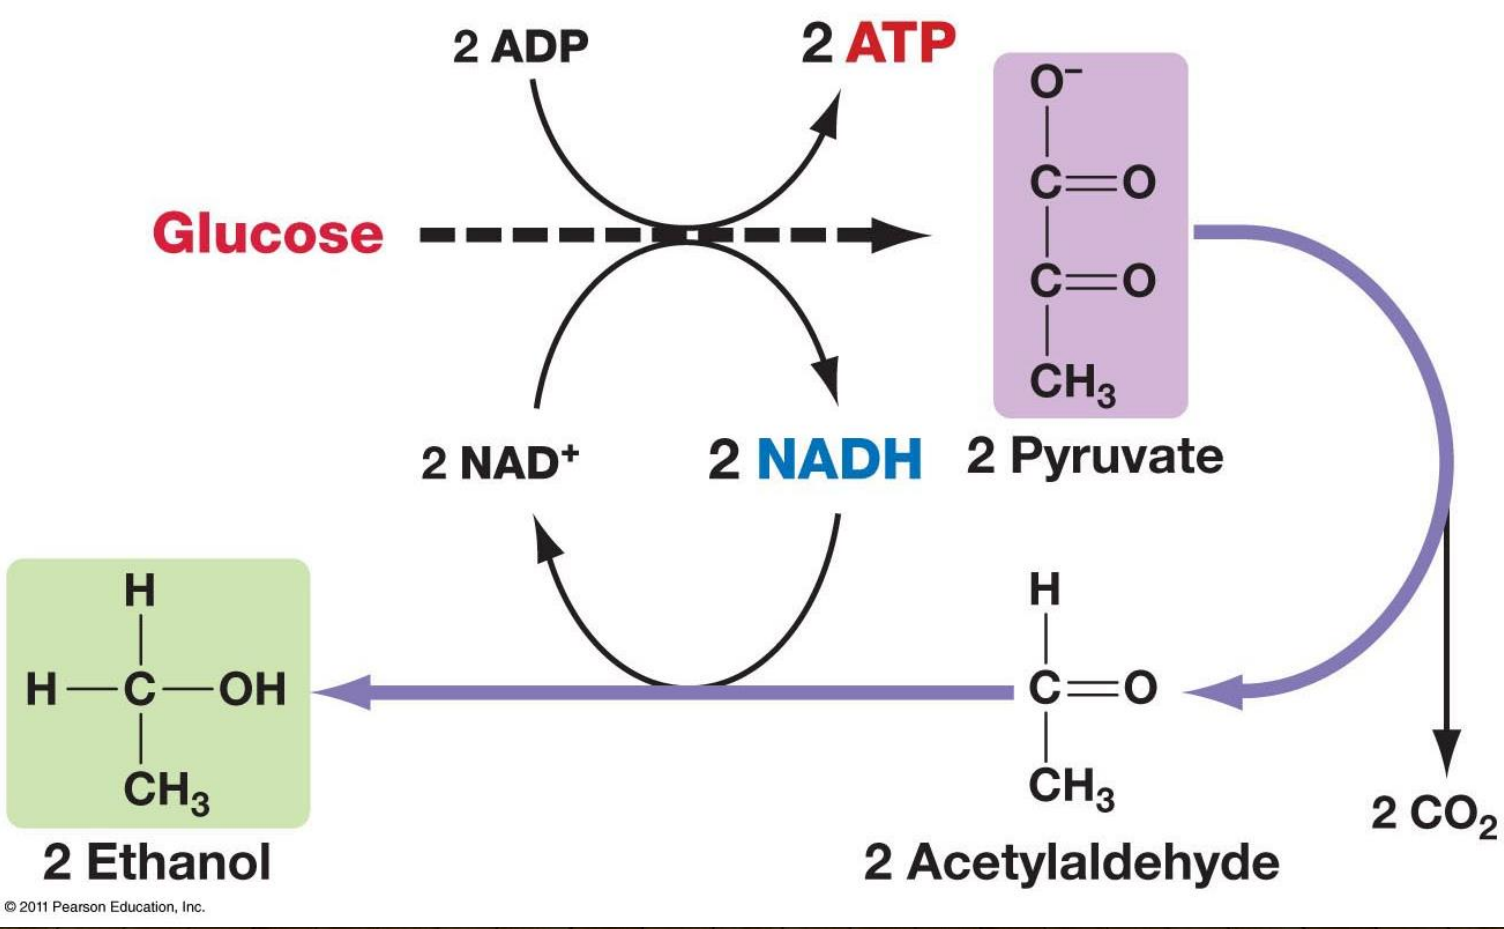 2 ADP
2 ATP
Glucose
O⁻
C=O
C=O
CH₃
2 Pyruvate
2 NAD⁺
2 NADH
H
H—C—OH
CH₃
2 Ethanol
H
C=O
CH₃
2 Acetylaldehyde
2 CO₂
© 2011 Pearson Education, Inc.